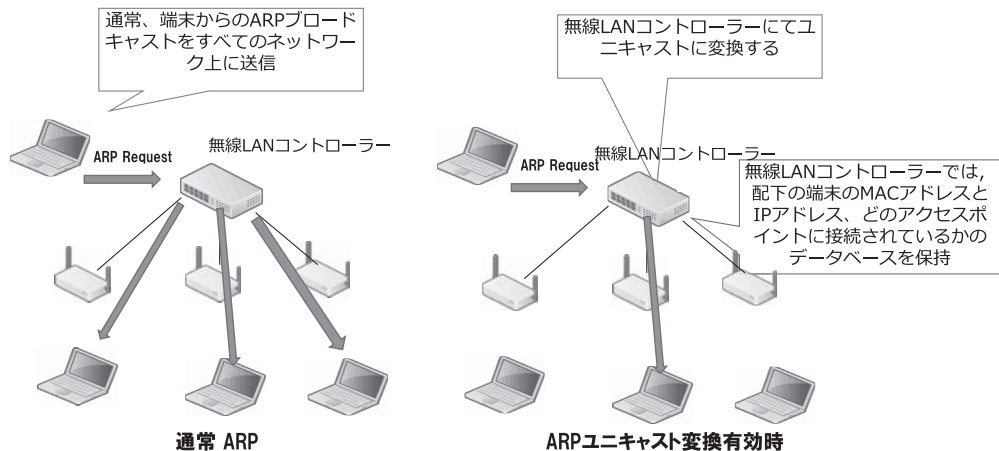 通常、端末からのARPブロード
キャストをすべてのネットワー
ク上に送信
ARP Request
無線LANコントローラー
通常 ARP
無線LANコントローラーにてユ
ニキャストに変換する
ARP Request
無線LANコントローラー
無線LANコントローラーでは,
配下の端末のMACアドレスと
IPアドレス、どのアクセスポ
イントに接続されているかの
データベースを保持
ARPユニキャスト変換有効時